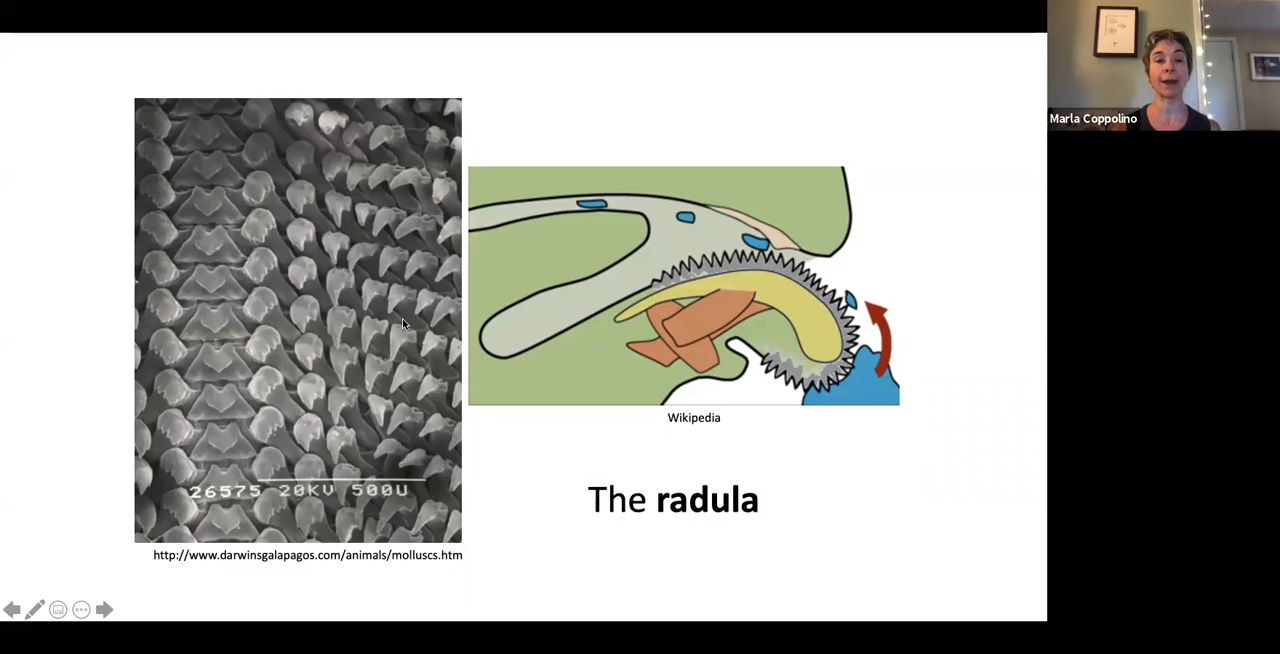 Marla Coppolino
26575 20KV 500U
Wikipedia
The radula
http://www.darwinsgalapagos.com/animals/molluscs.htm